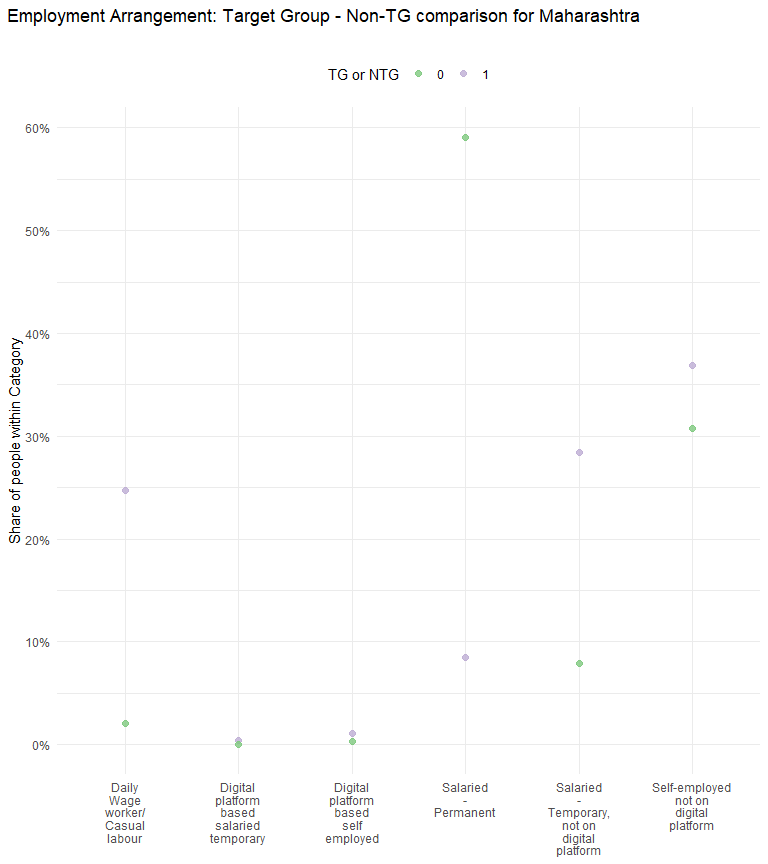 Employment Arrangement: Target Group - Non-TG comparison for Maharashtra
TG or NTG 0 1
Share of people within Category
60%
50%
40%
30%
20%
10%
0%
Daily
Wage
worker/
Casual
labour
Digital
platform
based
salaried
temporary
Digital
platform
based
self
employed
Salaried
-
Permanent
Salaried
-
Temporary,
not on
digital
platform
Self-employed
not on
digital
platform